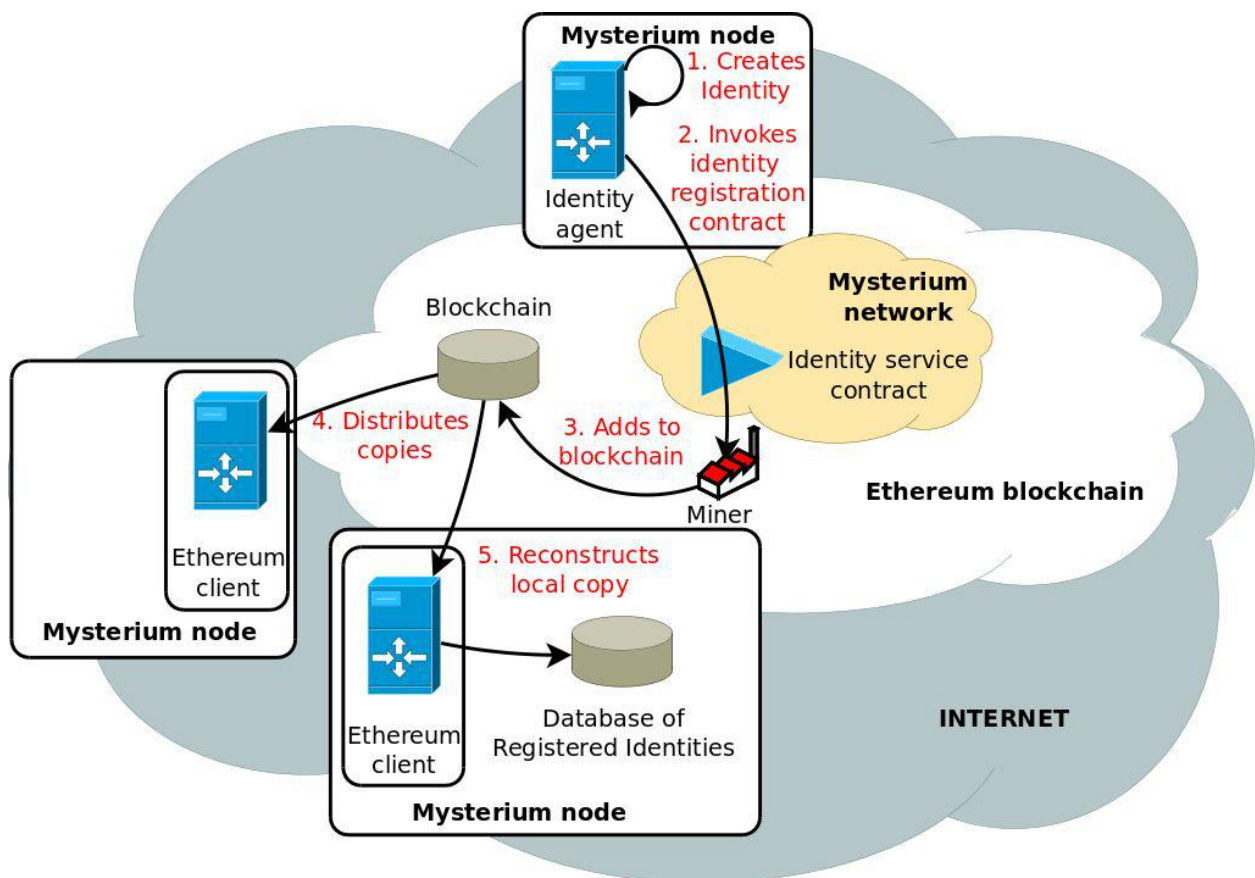 Mysterium node
1. Creates
Identity
2. Invokes
identity
registration
contract
Identity
agent
Mysterium
network
Identity service
contract
Blockchain
4. Distributes
copies
3. Adds to
blockchain
Miner
Ethereum blockchain
Ethereum
client
Mysterium node
5. Reconstructs
local copy
Ethereum
client
Database of
Registered Identities
Mysterium node
INTERNET